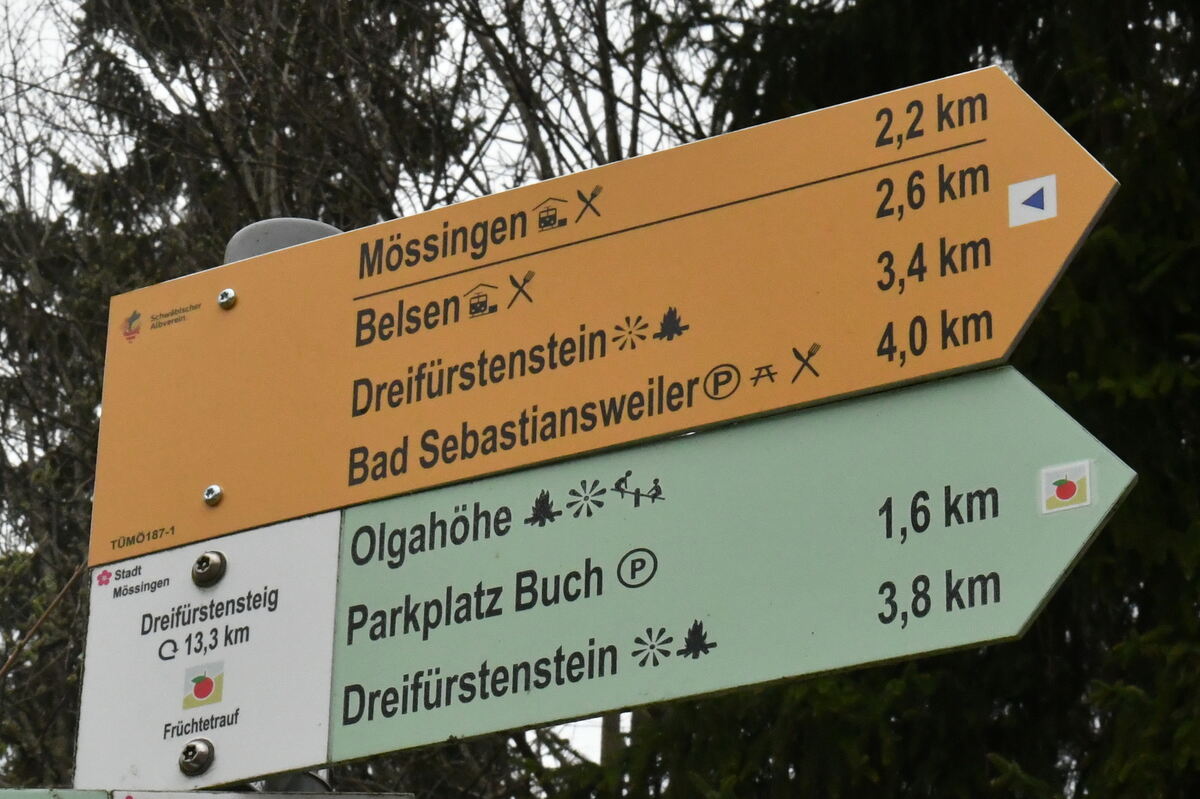 Schwäbischer
Albverein
Mössingen 2,2 km
Belsen 2,6 km
Dreifürstenstein 3,4 km
Bad Sebastiansweiler P 4,0 km
TÜMÖ187-1
Stadt
Mössingen
Dreifürstensteig
13,3 km
Früchtetrauf
Olgahöhe
Parkplatz Buch P 1,6 km
Dreifürstenstein 3,8 km